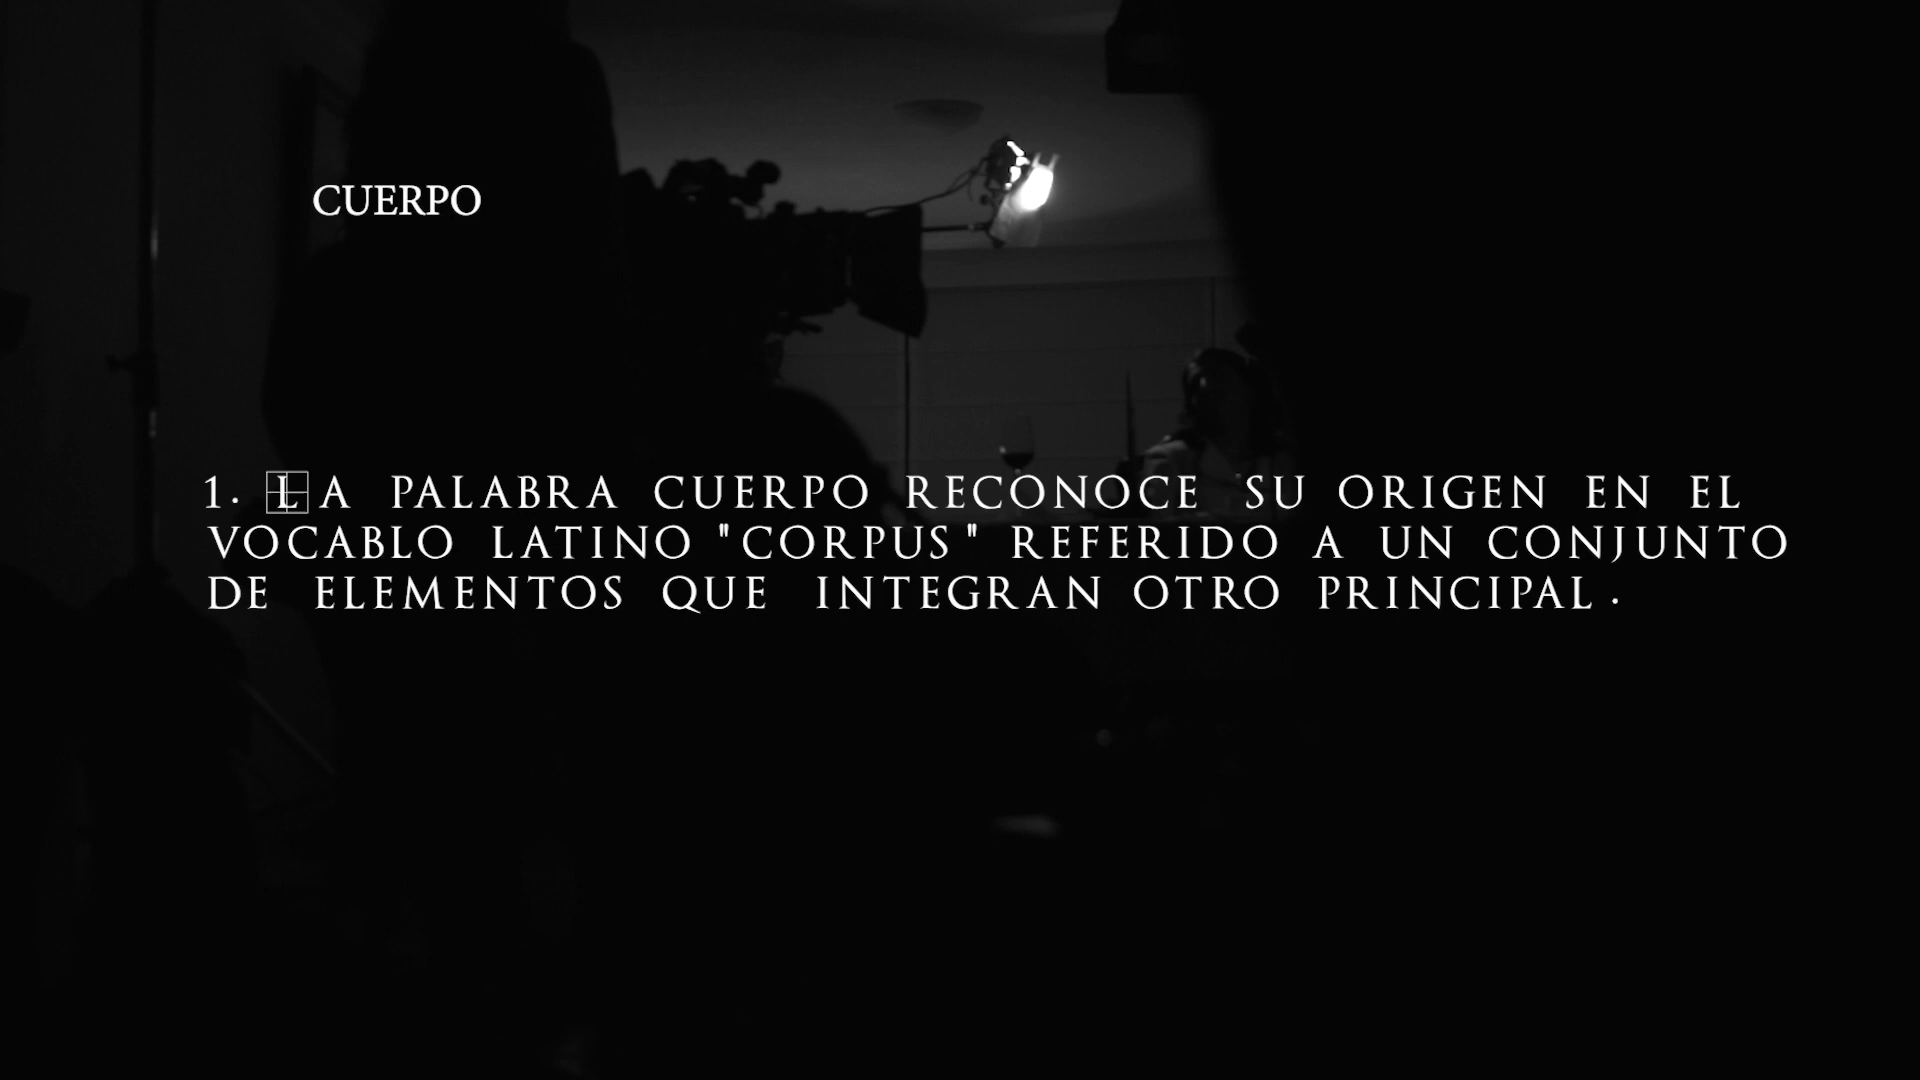 CUERPO
1. LA PALABRA CUERPO RECONOCE SU ORIGEN EN EL
VOCABLO LATINO "CORPUS" REFERIDO A UN CONJUNTO
DE ELEMENTOS QUE INTEGRAN OTRO PRINCIPAL.